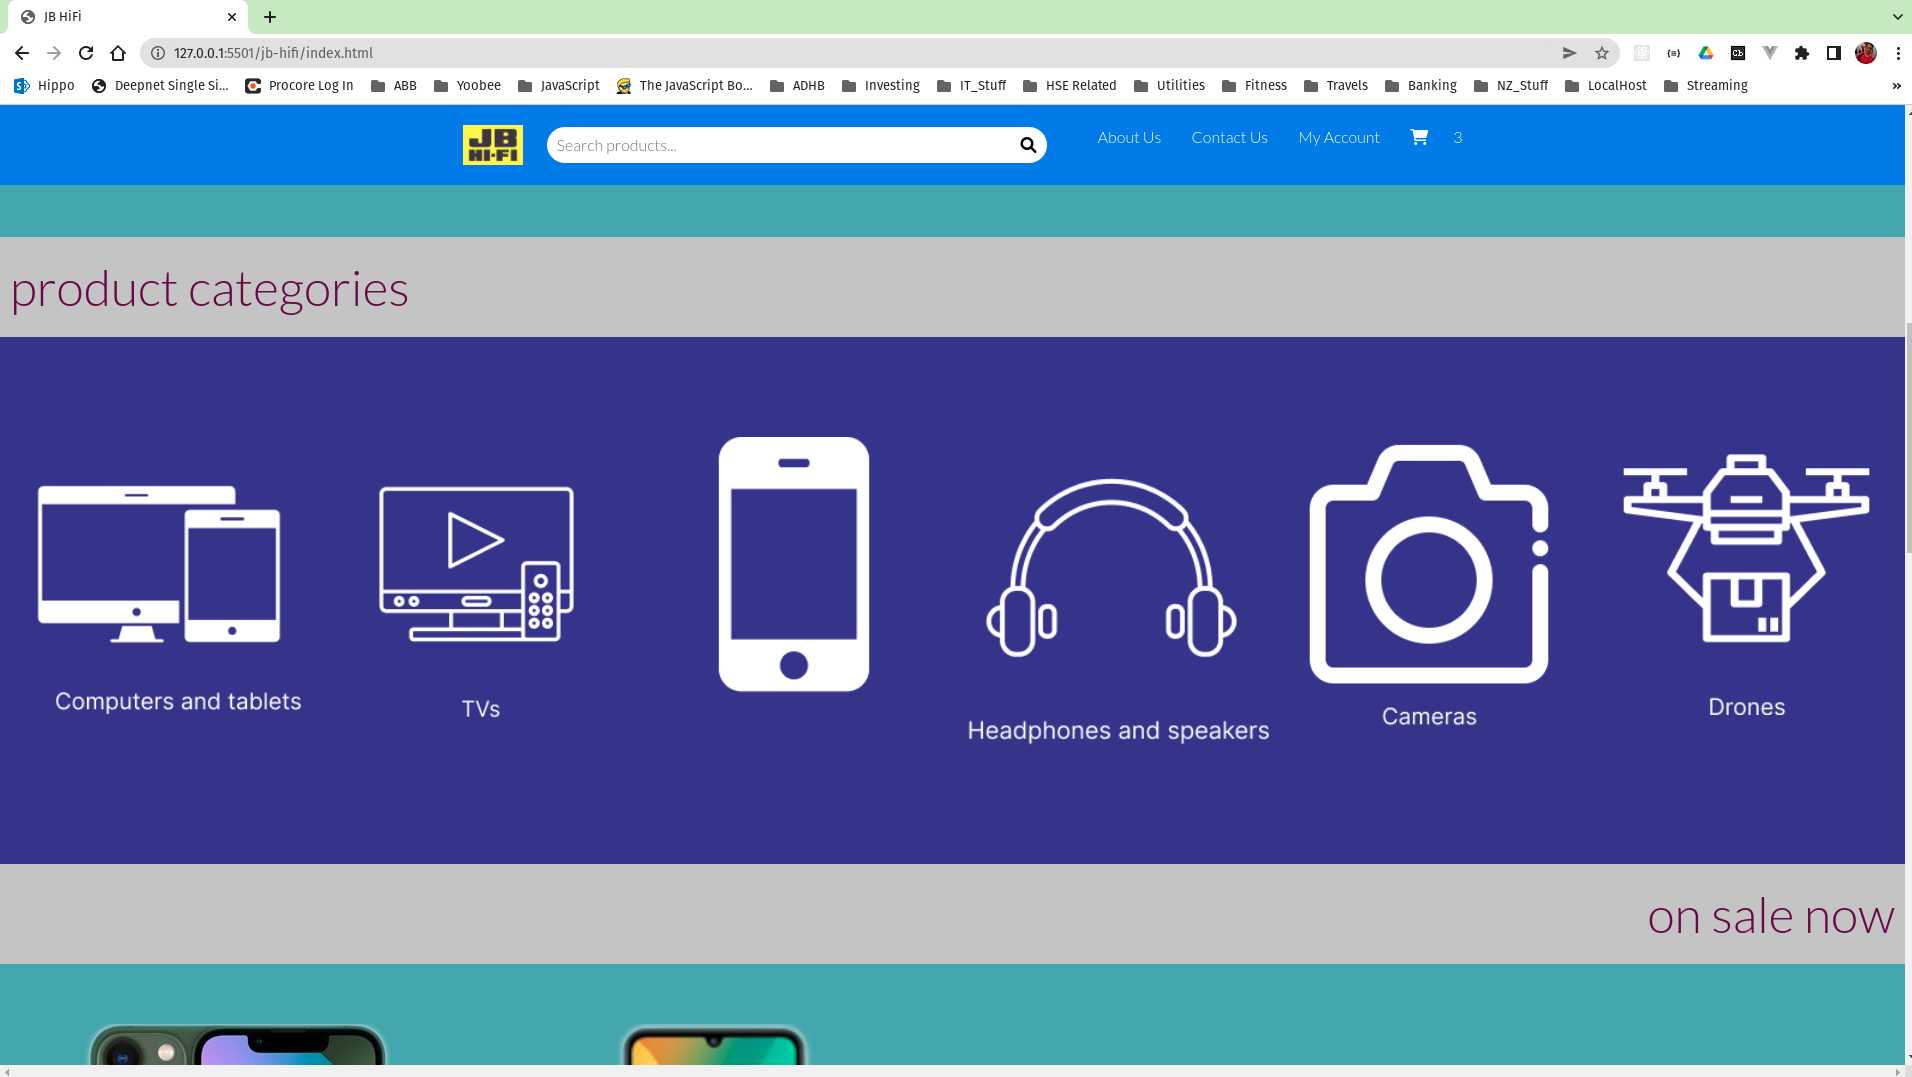 JB HiFi
127.0.0.1:5501/jb-hifi/index.html
Hippo Deepnet Single Si... Procore Log In ABB Yoobee JavaScript The JavaScript Bo... ADHB Investing IT_Stuff HSE Related Utilities Fitness Travels Banking NZ_Stuff LocalHost Streaming »
JB HI-FI Search products... About Us Contact Us My Account 3
product categories
Computers and tablets
TVs
Headphones and speakers
Cameras
Drones
on sale now